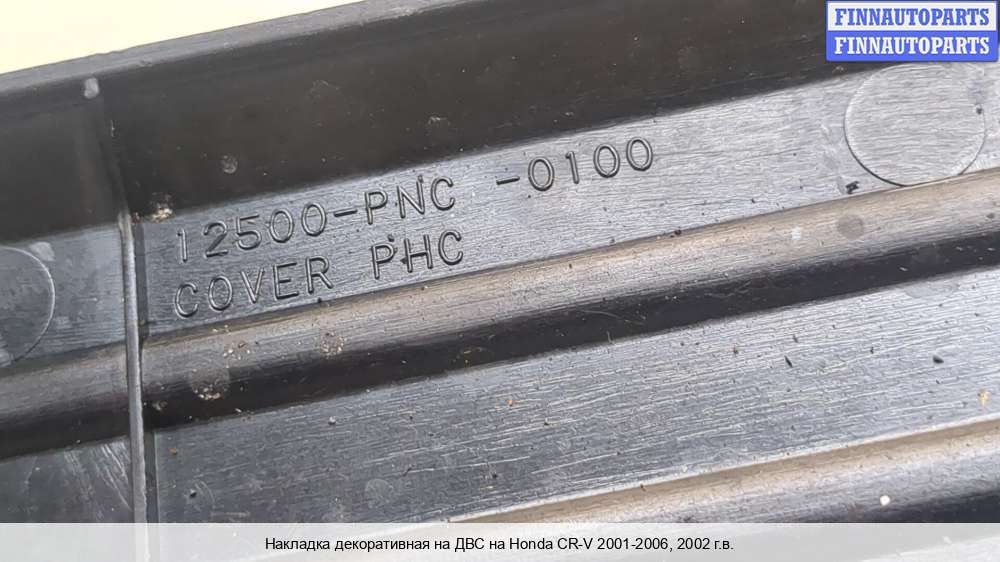 FINNAUTOPARTS
FINNAUTOPARTS
12500-PNC -0100
COVER PHC
Накладка декоративная на ДВС на Honda CR-V 2001-2006, 2002 г.в.